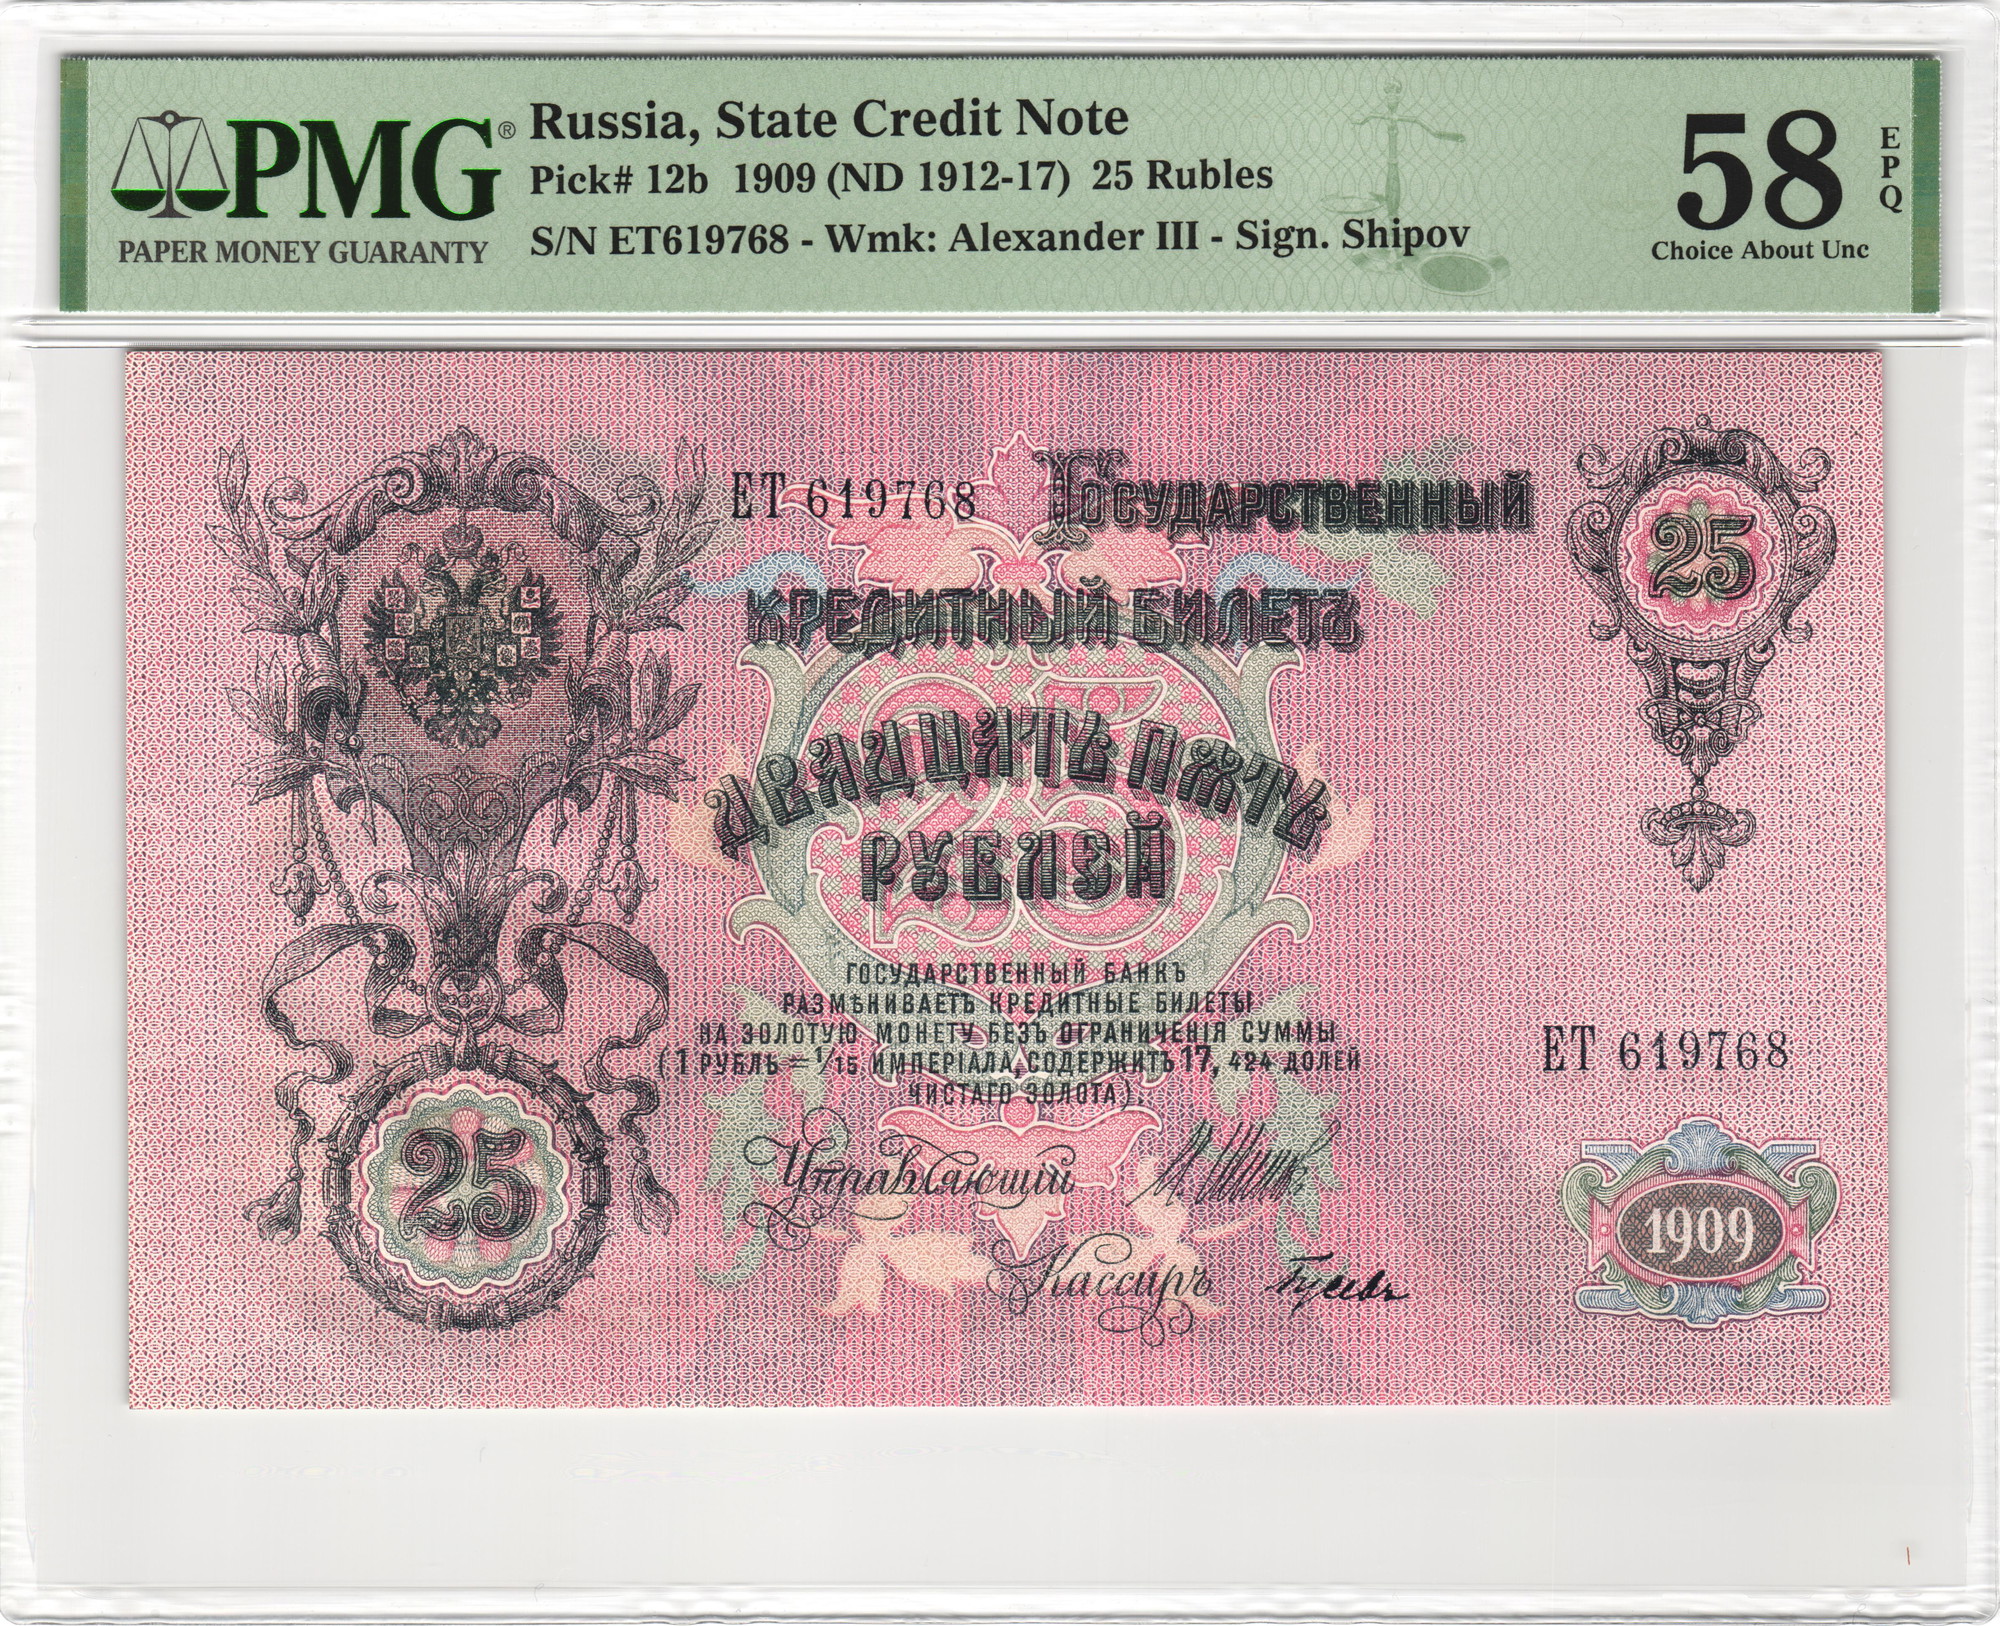 PMG®
PAPER MONEY GUARANTY
Russia, State Credit Note
Pick# 12b 1909 (ND 1912-17) 25 Rubles
S/N ET619768 - Wmk: Alexander III - Sign. Shipov
58
EPQ
Choice About Unc
ЕТ 619768
ГОСУДАРСТВЕННЫЙ
КРЕДИТНЫЙ БИЛЕТЪ
25
25
ДВАДЦАТЬ ПѦТЬ
РУБЛЕЙ
ГОСУДАРСТВЕННЫЙ БАНКЪ
РАЗМѢНИВАЕТЪ КРЕДИТНЫЕ БИЛЕТЫ
НА ЗОЛОТУЮ МОНЕТУ БЕЗЪ ОГРАНИЧЕНІЯ СУММЫ
(1 РУБЛЬ = 1/15 ИМПЕРІАЛА, СОДЕРЖИТЪ 17, 424 ДОЛЕЙ
ЧИСТАГО ЗОЛОТА).
ЕТ 619768
Управляющій
Кассиръ
25
1909